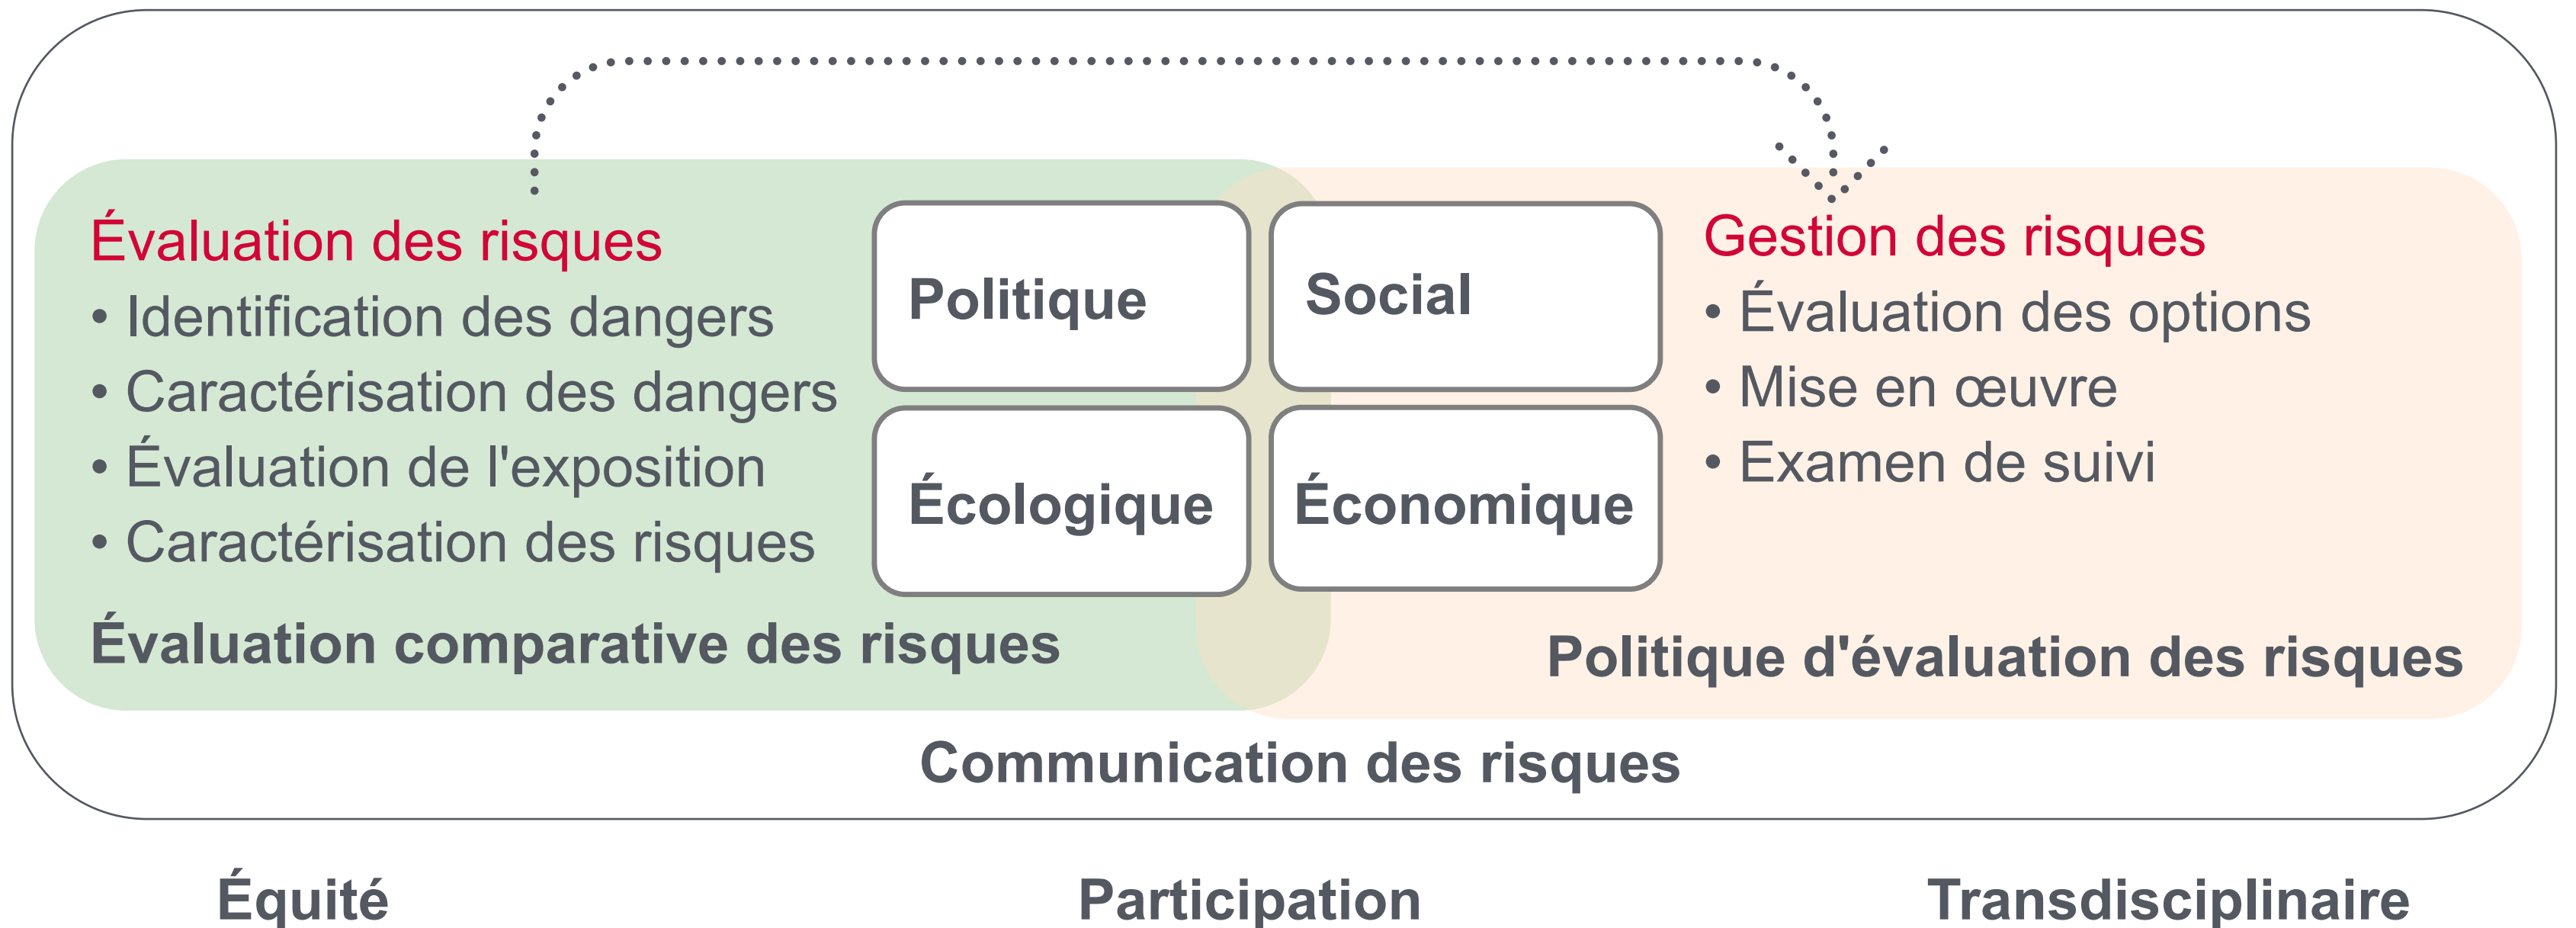 Évaluation des risques
• Identification des dangers
• Caractérisation des dangers
• Évaluation de l'exposition
• Caractérisation des risques
Évaluation comparative des risques
Politique
Social
Écologique
Économique
Gestion des risques
• Évaluation des options
• Mise en œuvre
• Examen de suivi
Politique d'évaluation des risques
Communication des risques
Équité
Participation
Transdisciplinaire